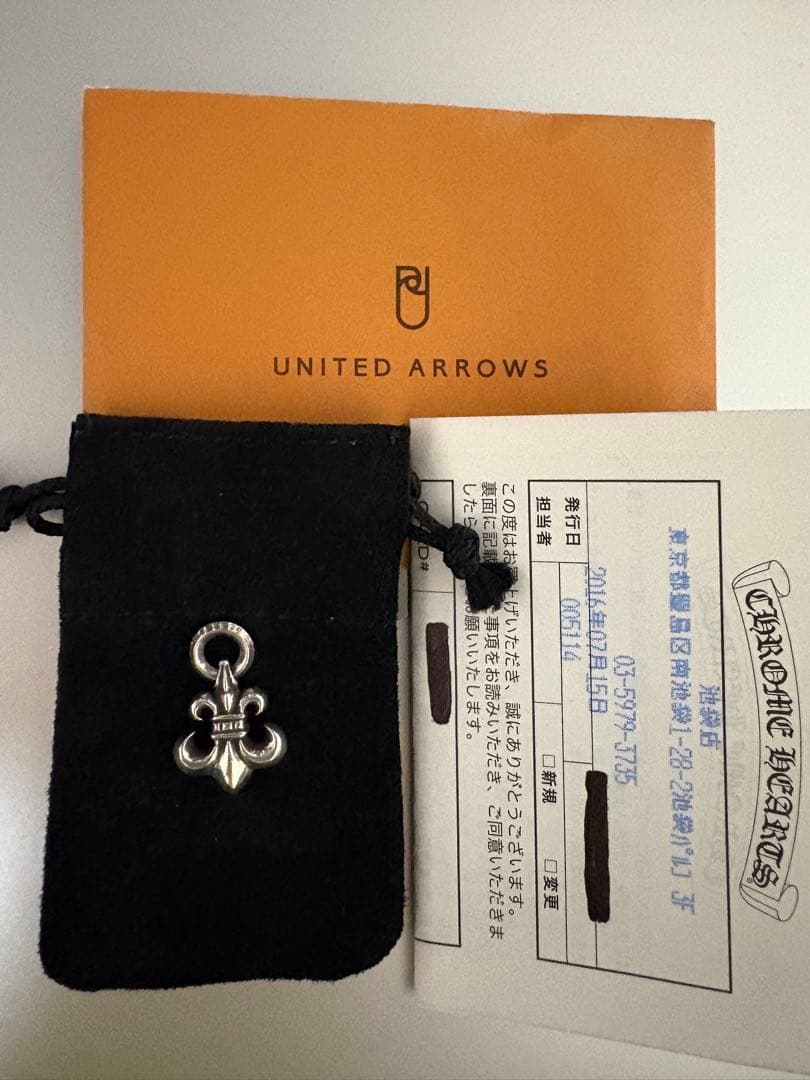 UNITED ARROWS
CHROME HEARTS
池袋店
東京都豊島区南池袋1-28-2池袋パルコ 3F
03-5979-3735
発行日
2016年07月15日
担当者
005114
□新規
□変更
この度はお買上げいただき、誠にありがとうございます。
裏面に記載
事項をお読みいただき、ご同意いただきま
したら
お願いいたします。
D#